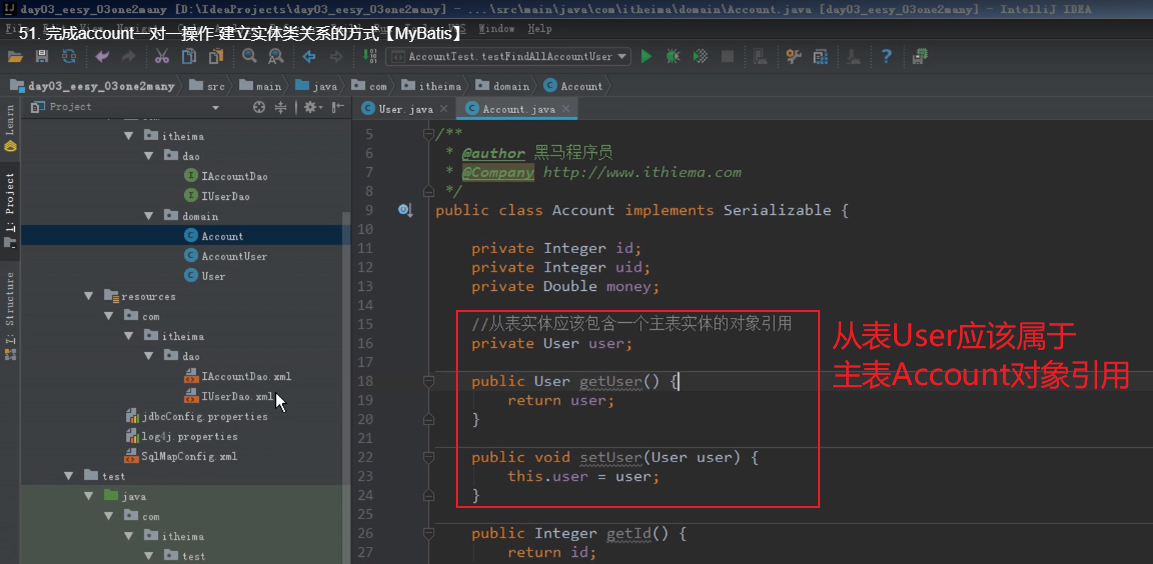 day03_eesy_03one2many [D:\IdeaProjects\day03_eesy_03one2many] - ...\src\main\java\com\itheima\domain\Account.java [day03_eesy_03one2many] - IntelliJ IDEA
51. 完成account一对一操作-建立实体类关系的方式【MyBatis】
Window Help
AccountTest.testFindAllAccountUser
day03_eesy_03one2many src main java com itheima domain Account
Project
User.java Account.java
Learn
1: Project
7: Structure
itheima
dao
IAccountDao
IUserDao
domain
Account
AccountUser
User
resources
com
itheima
dao
IAccountDao.xml
IUserDao.xml
jdbcConfig.properties
log4j.properties
SqlMapConfig.xml
test
java
com
itheima
test
5 /**
6 * @author 黑马程序员
7 * @Company http://www.ithiema.com
8 */
9 public class Account implements Serializable {
10
11 private Integer id;
12 private Integer uid;
13 private Double money;
14
15 //从表实体应该包含一个主表实体的对象引用
16 private User user;
17
18 public User getUser() {
19 return user;
20 }
21
22 public void setUser(User user) {
23 this.user = user;
24 }
25
26 public Integer getId() {
27 return id;
从表User应该属于
主表Account对象引用